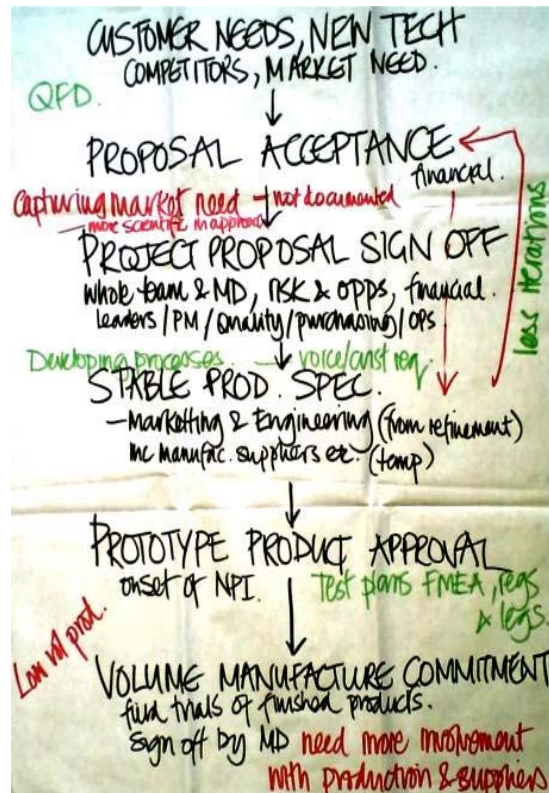 CUSTOMER NEEDS, NEW TECH
COMPETITORS, MARKET NEED.
QFD.
PROPOSAL ACCEPTANCE
financial.
Capturing market need - not documented
more scientific in approach
PROJECT PROPOSAL SIGN OFF
whole team & MD, risk & opps, financial.
leaders / PM / Quality / purchasing / OPS
less iterations
Developing processes. voice/cust req.
STABLE PROD. SPEC.
- Marketting & Engineering (from refinement)
inc manufac. suppliers etc. (temp)
PROTOTYPE PRODUCT APPROVAL
onset of NPI.
Test plans FMEA, regs
& legs.
Low vol prod.
VOLUME MANUFACTURE COMMITMENT
field trials of finished products.
sign off by MD need more involvement
with production & suppliers